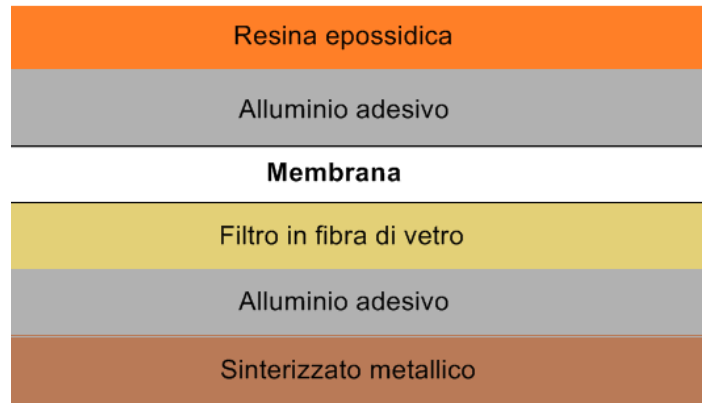 Resina epossidica
Alluminio adesivo
Membrana
Filtro in fibra di vetro
Alluminio adesivo
Sinterizzato metallico